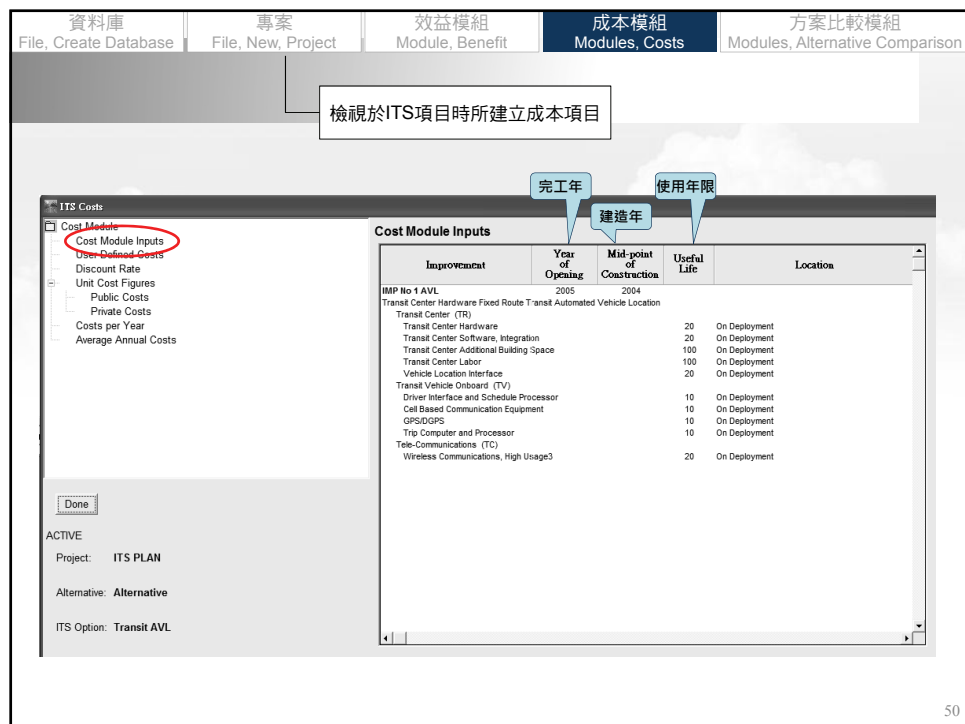 資料庫 專案 效益模組 成本模組 方案比較模組
File, Create Database File, New, Project Module, Benefit Modules, Costs Modules, Alternative Comparison
檢視於ITS項目時所建立成本項目
完工年 使用年限
建造年
ITS Costs
Cost Module
Cost Module Inputs
User Defined Costs
Discount Rate
Unit Cost Figures
Public Costs
Private Costs
Costs per Year
Average Annual Costs
Done
ACTIVE
Project: ITS PLAN
Alternative: Alternative
ITS Option: Transit AVL
Cost Module Inputs
Improvement Year of Opening Mid-point of Construction Useful Life Location
IMP No 1 AVL 2005 2004
Transit Center Hardware Fixed Route Transit Automated Vehicle Location
Transit Center (TR)
Transit Center Hardware 20 On Deployment
Transit Center Software, Integration 20 On Deployment
Transit Center Additional Building Space 100 On Deployment
Transit Center Labor 100 On Deployment
Vehicle Location Interface 20 On Deployment
Transit Vehicle Onboard (TV)
Driver Interface and Schedule Processor 10 On Deployment
Cell Based Communication Equipment 10 On Deployment
GPS/DGPS 10 On Deployment
Trip Computer and Processor 10 On Deployment
Tele-Communications (TC)
Wireless Communications, High Usage3 20 On Deployment
50